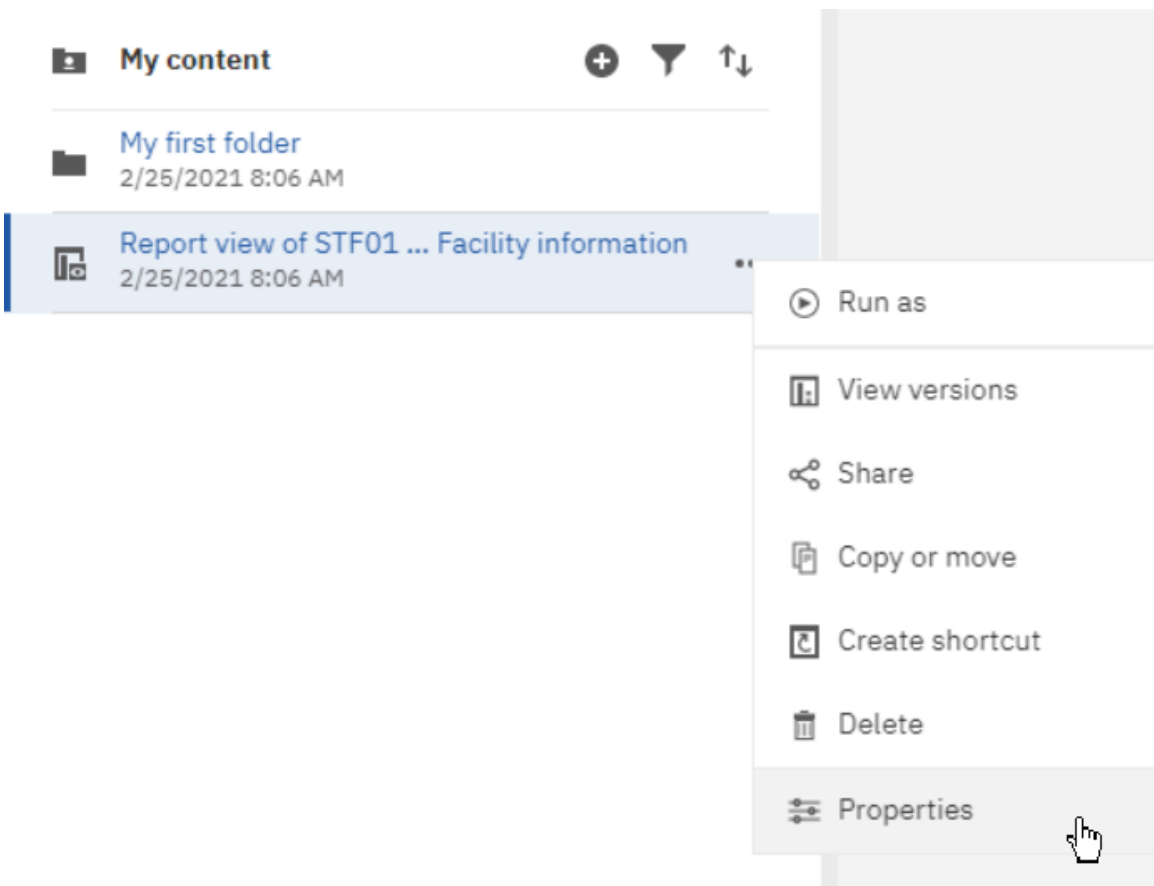 My content
My first folder
2/25/2021 8:06 AM
Report view of STF01 ... Facility information
2/25/2021 8:06 AM
Run as
View versions
Share
Copy or move
Create shortcut
Delete
Properties